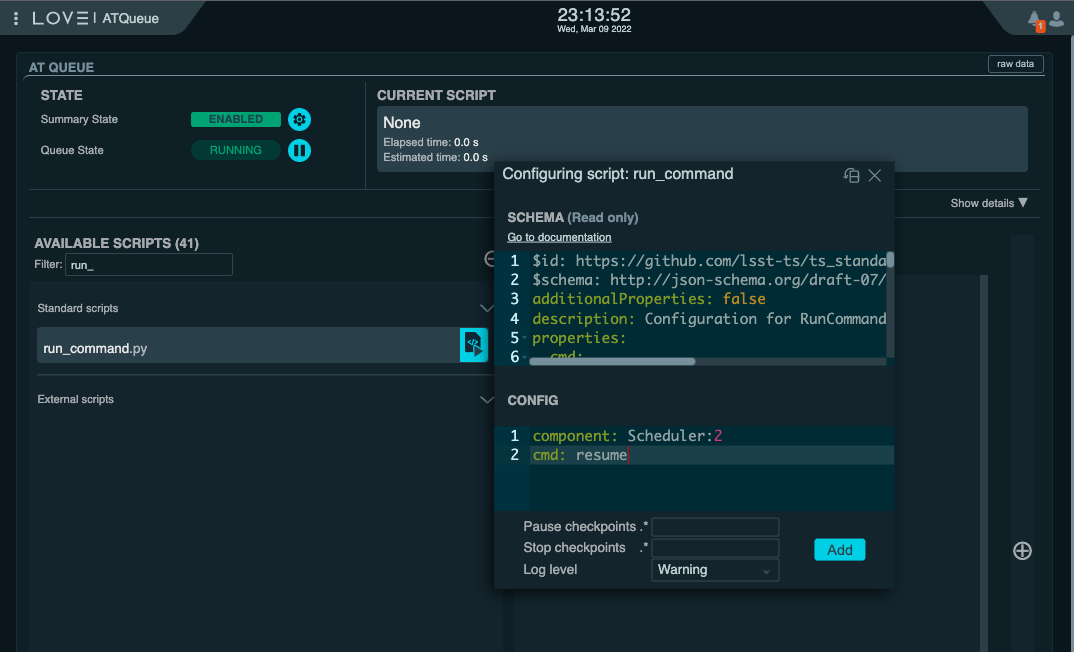 LOVE | ATQueue
23:13:52
Wed, Mar 09 2022
1
AT QUEUE
raw data
STATE
Summary State ENABLED
Queue State RUNNING
CURRENT SCRIPT
None
Elapsed time: 0.0 s
Estimated time: 0.0 s
Show details
AVAILABLE SCRIPTS (41)
Filter: run_
Standard scripts
run_command.py
External scripts
Configuring script: run_command
SCHEMA (Read only)
Go to documentation
1 $id: https://github.com/lsst-ts/ts_standa
2 $schema: http://json-schema.org/draft-07/
3 additionalProperties: false
4 description: Configuration for RunCommand
5 properties:
6 cmd:
CONFIG
1 component: Scheduler:2
2 cmd: resume
Pause checkpoints .*
Stop checkpoints .*
Log level Warning
Add